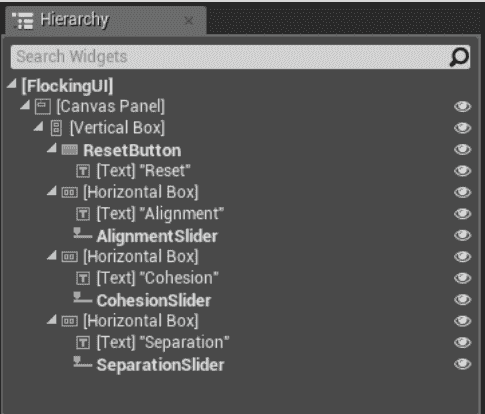 Hierarchy
Search Widgets
[FlockingUI]
[Canvas Panel]
[Vertical Box]
ResetButton
[Text] "Reset"
[Horizontal Box]
[Text] "Alignment"
AlignmentSlider
[Horizontal Box]
[Text] "Cohesion"
CohesionSlider
[Horizontal Box]
[Text] "Separation"
SeparationSlider